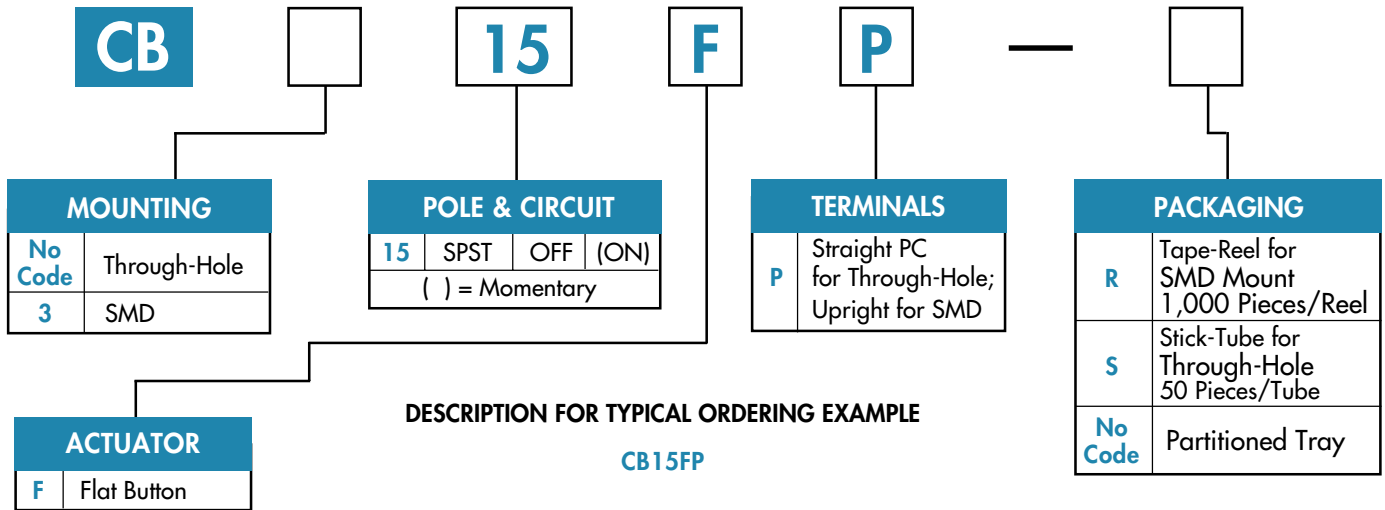 CB 15 F P —
MOUNTING
No Code Through-Hole
3 SMD
POLE & CIRCUIT
15 SPST OFF (ON)
( ) = Momentary
TERMINALS
P Straight PC
for Through-Hole;
Upright for SMD
PACKAGING
R Tape-Reel for
SMD Mount
1,000 Pieces/Reel
S Stick-Tube for
Through-Hole
50 Pieces/Tube
No Code Partitioned Tray
ACTUATOR
F Flat Button
DESCRIPTION FOR TYPICAL ORDERING EXAMPLE
CB15FP